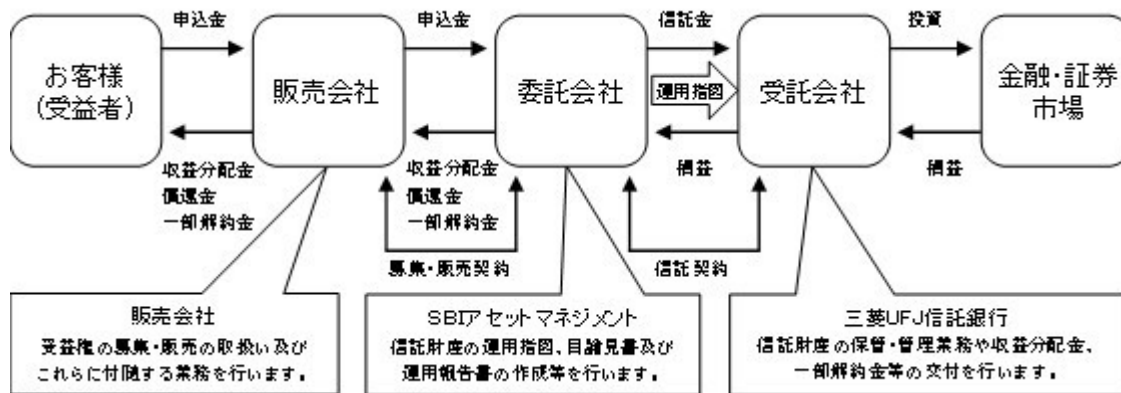 申込金
申込金
信託金
投資
お客様
(受益者)
販売会社
委託会社
運用指図
受託会社
金融・証券
市場
収益分配金
償還金
一部解約金
収益分配金
償還金
一部解約金
損益
損益
募集・販売契約
信託契約
販売会社
受益権の募集・販売の取扱い及び
これらに付随する業務を行います。
SBIアセットマネジメント
信託財産の運用指図、目論見書及び
運用報告書の作成等を行います。
三菱UFJ信託銀行
信託財産の保管・管理業務や収益分配金、
一部解約金等の交付を行います。